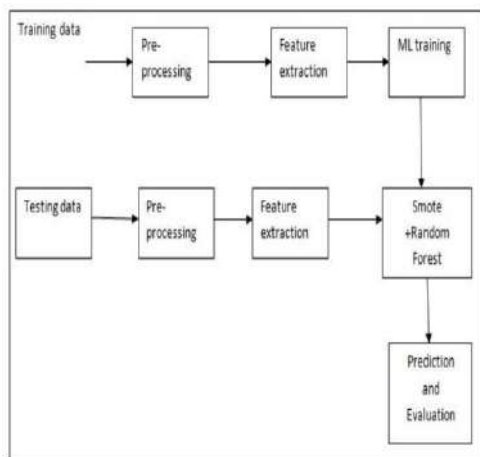 Training data
Pre-
processing
Feature
extraction
ML training
Testing data
Pre-
processing
Feature
extraction
Smote
+Random
Forest
Prediction
and
Evaluation